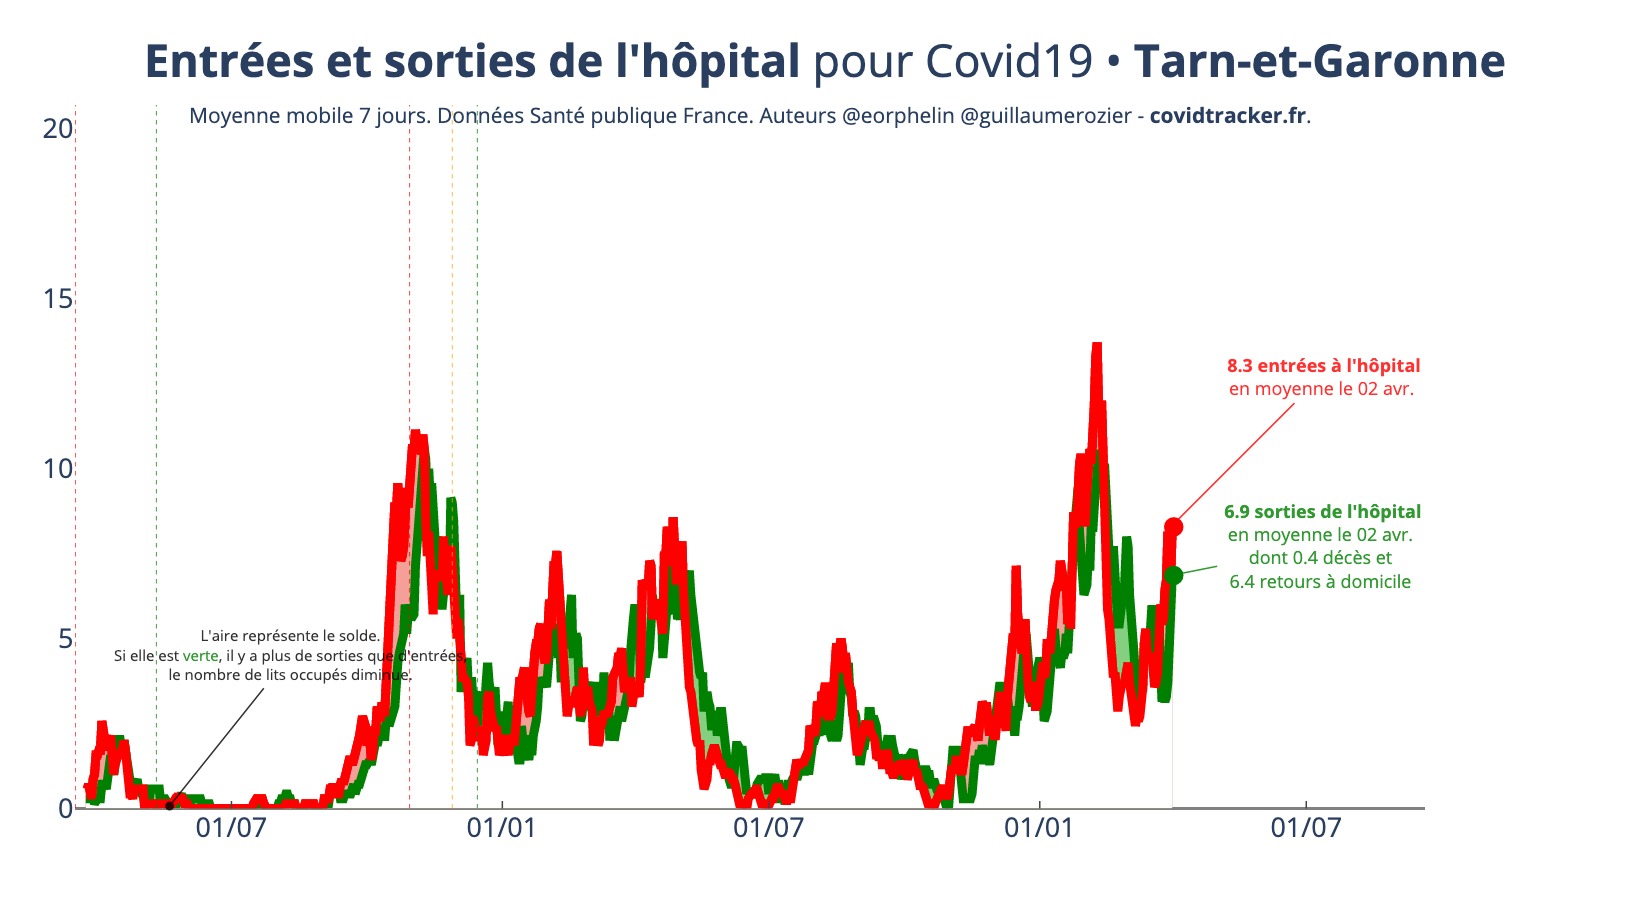 Entrées et sorties de l'hôpital pour Covid19 • Tarn-et-Garonne
Moyenne mobile 7 jours. Données Santé publique France. Auteurs @eorphelin @guillaumerozier - covidtracker.fr.
20
15
10
5
0
8.3 entrées à l'hôpital
en moyenne le 02 avr.
6.9 sorties de l'hôpital
en moyenne le 02 avr.
dont 0.4 décès et
6.4 retours à domicile
L'aire représente le solde.
Si elle est verte, il y a plus de sorties que d'entrées,
le nombre de lits occupés diminue.
01/07
01/01
01/07
01/01
01/07